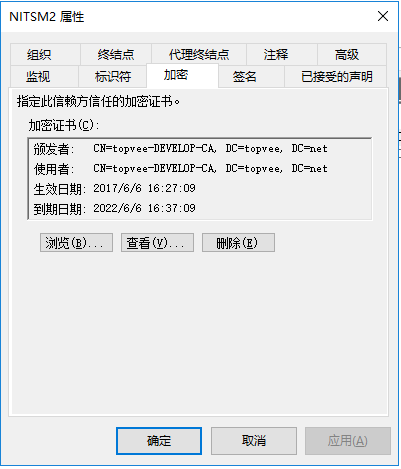 NITSM2 属性
组织 终结点 代理终结点 注释 高级
监视 标识符 加密 签名 已接受的声明
指定此信赖方信任的加密证书。
加密证书(C):
颁发者: CN=topvee-DEVELOP-CA, DC=topvee, DC=net
使用者: CN=topvee-DEVELOP-CA, DC=topvee, DC=net
生效日期: 2017/6/6 16:27:09
到期日期: 2022/6/6 16:37:09
浏览(B)... 查看(V)... 删除(E)
确定 取消 应用(A)